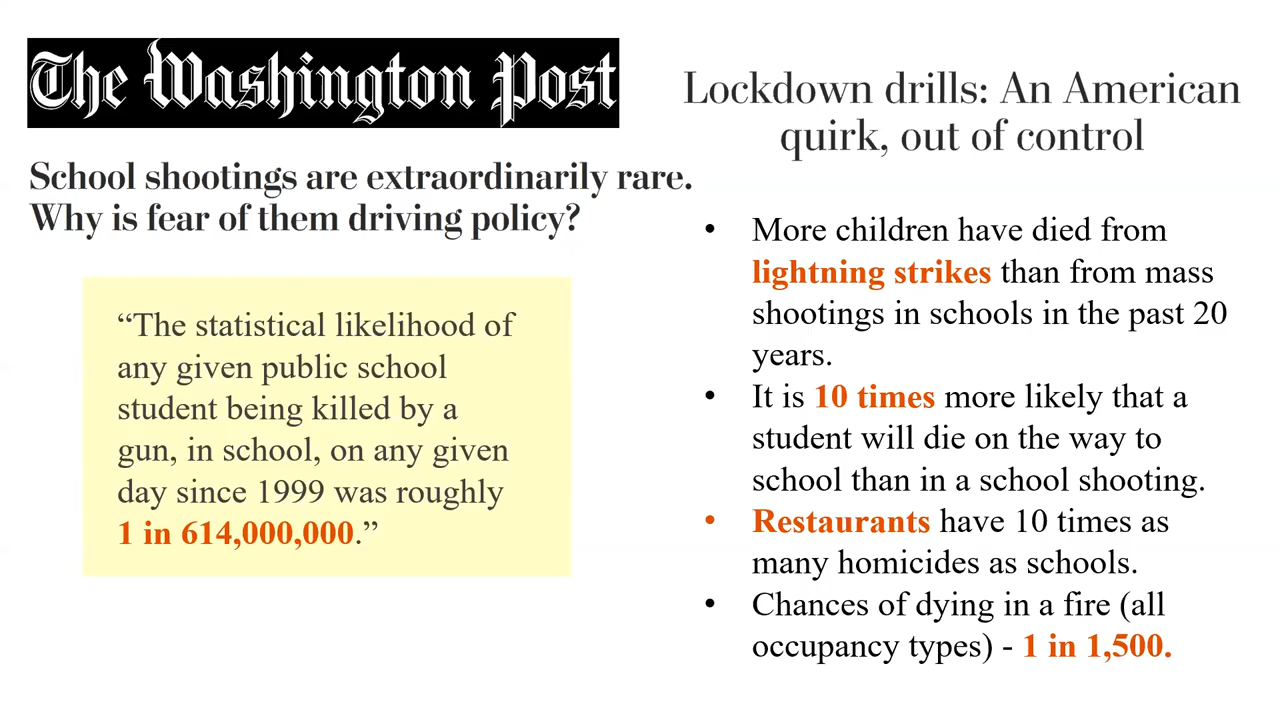 The Washington Post
School shootings are extraordinarily rare.
Why is fear of them driving policy?
“The statistical likelihood of
any given public school
student being killed by a
gun, in school, on any given
day since 1999 was roughly
1 in 614,000,000.”
Lockdown drills: An American
quirk, out of control
• More children have died from
lightning strikes than from mass
shootings in schools in the past 20
years.
• It is 10 times more likely that a
student will die on the way to
school than in a school shooting.
• Restaurants have 10 times as
many homicides as schools.
• Chances of dying in a fire (all
occupancy types) - 1 in 1,500.